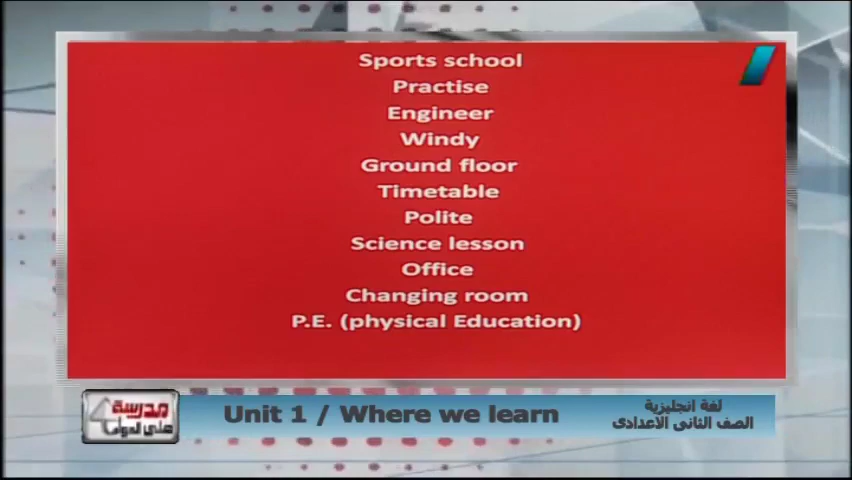 Sports school
Practise
Engineer
Windy
Ground floor
Timetable
Polite
Science lesson
Office
Changing room
P.E. (physical Education)
مدرسة
على الهواء
Unit 1 / Where we learn
لغة انجليزية
الصف الثانى الاعدادى